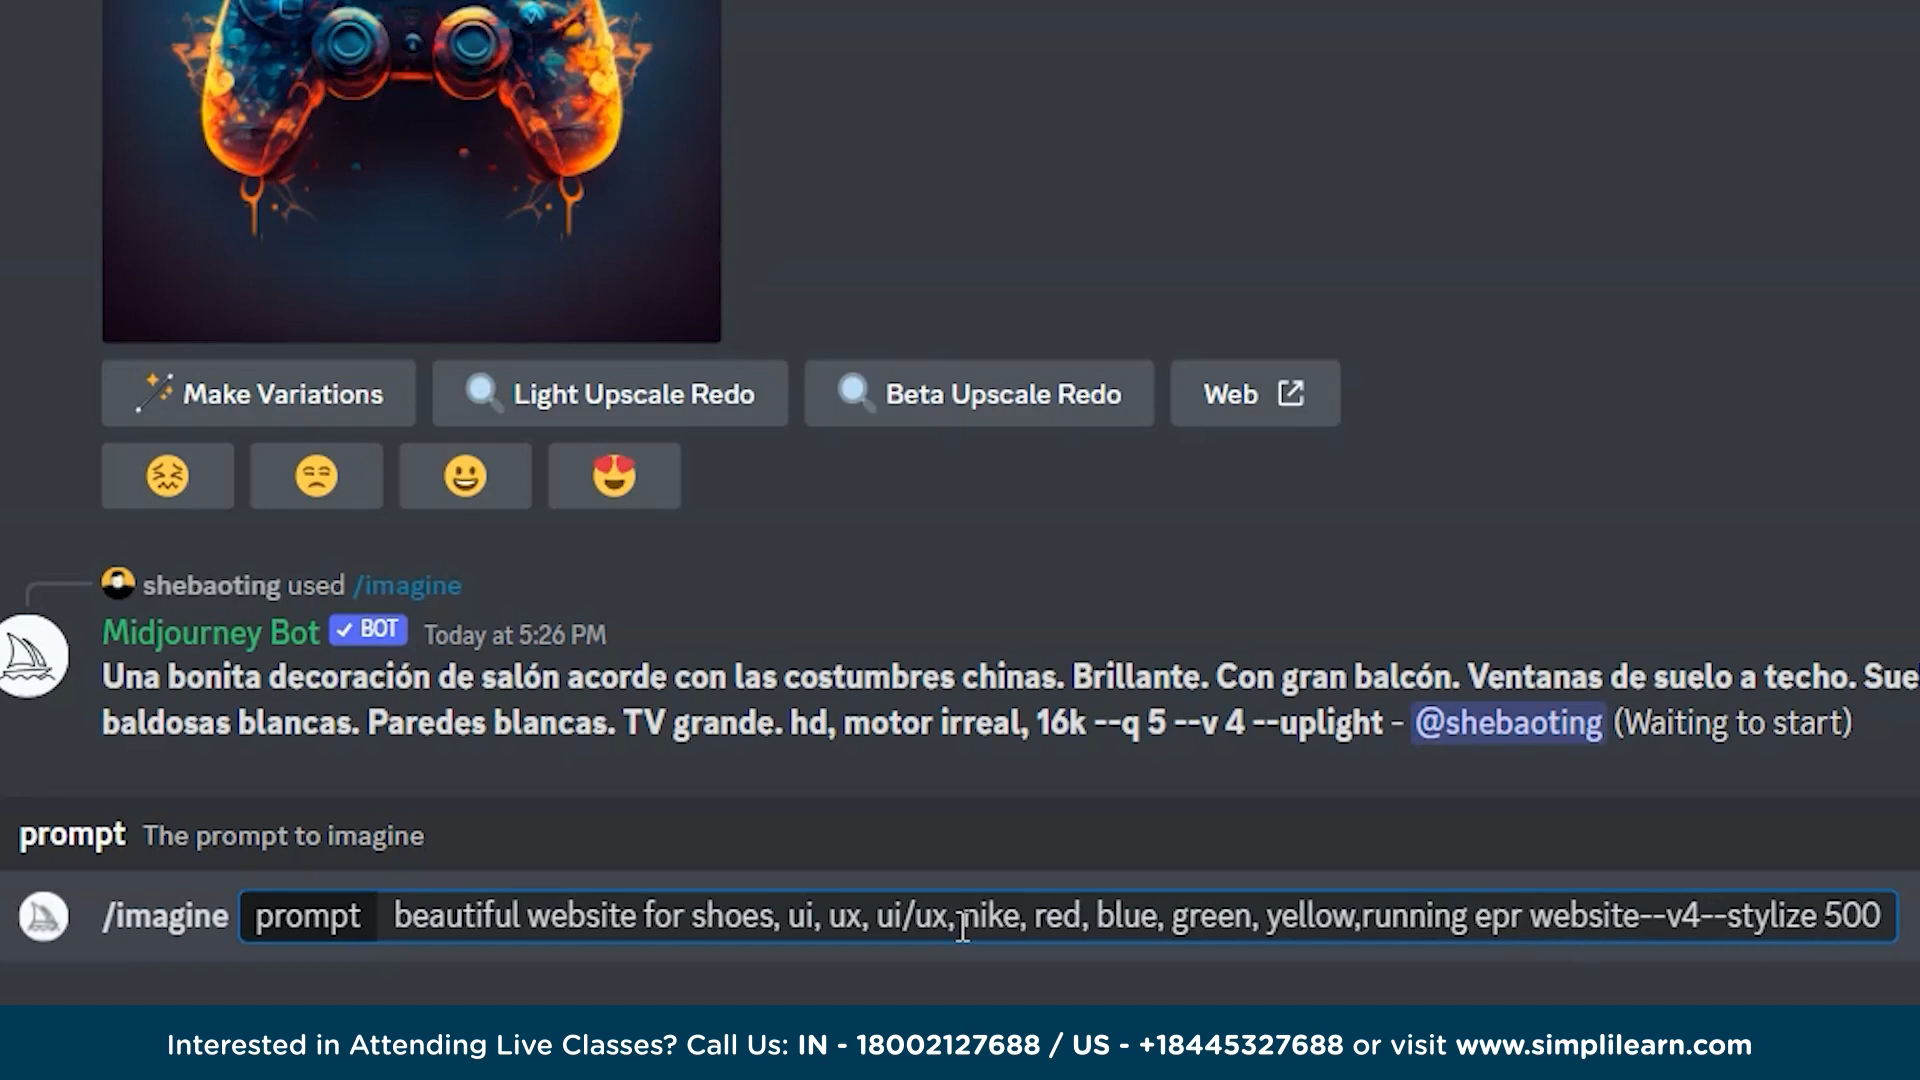 Make Variations Light Upscale Redo Beta Upscale Redo Web
shebaoting used /imagine
Midjourney Bot BOT Today at 5:26 PM
Una bonita decoración de salón acorde con las costumbres chinas. Brillante. Con gran balcón. Ventanas de suelo a techo. Sue
baldosas blancas. Paredes blancas. TV grande. hd, motor irreal, 16k --q 5 --v 4 --uplight - @shebaoting (Waiting to start)
prompt The prompt to imagine
/imagine prompt beautiful website for shoes, ui, ux, ui/ux, nike, red, blue, green, yellow,running epr website--v4--stylize 500
Interested in Attending Live Classes? Call Us: IN - 18002127688 / US - +18445327688 or visit www.simplilearn.com